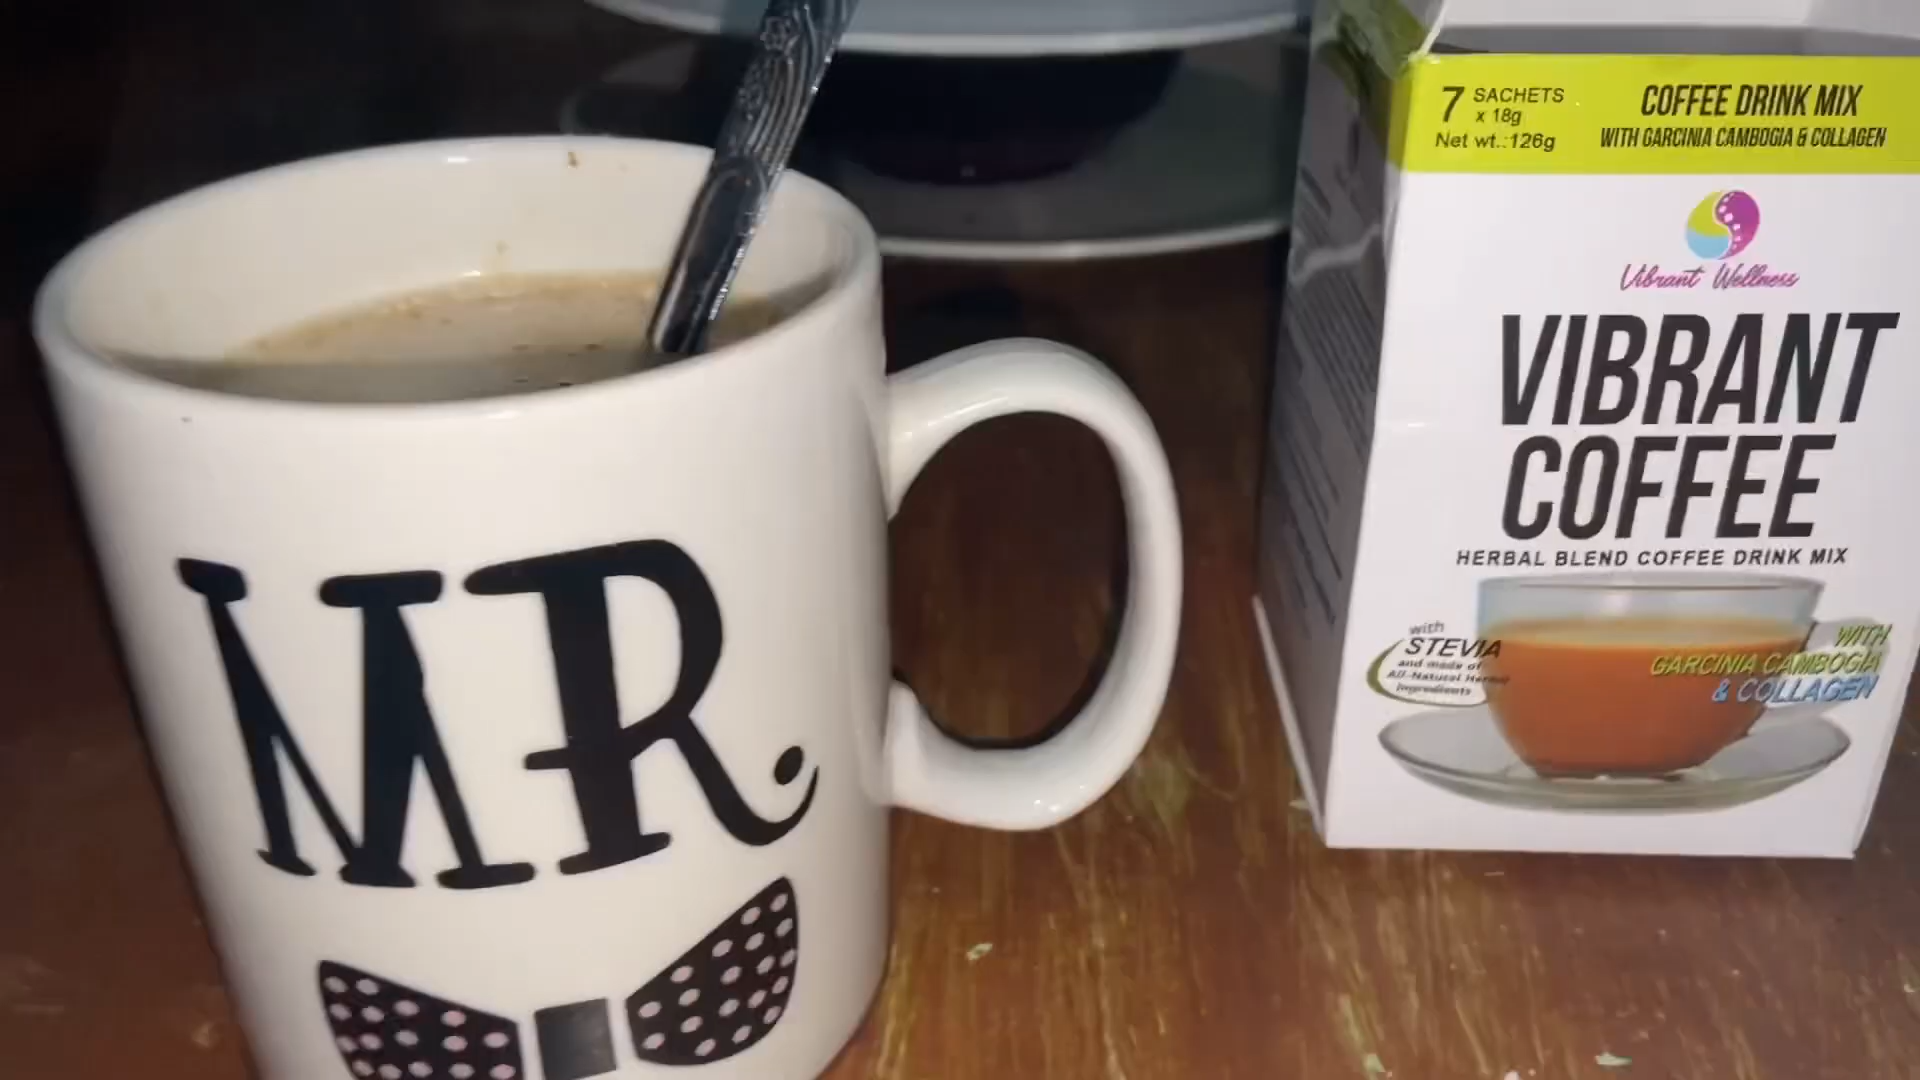 MR.
7 SACHETS
x 18g
Net wt.:126g
COFFEE DRINK MIX
WITH GARCINIA CAMBOGIA & COLLAGEN
Vibrant Wellness
VIBRANT
COFFEE
HERBAL BLEND COFFEE DRINK MIX
with
STEVIA
and made of
All-Natural Herbal
Ingredients
WITH
GARCINIA CAMBOGIA
& COLLAGEN